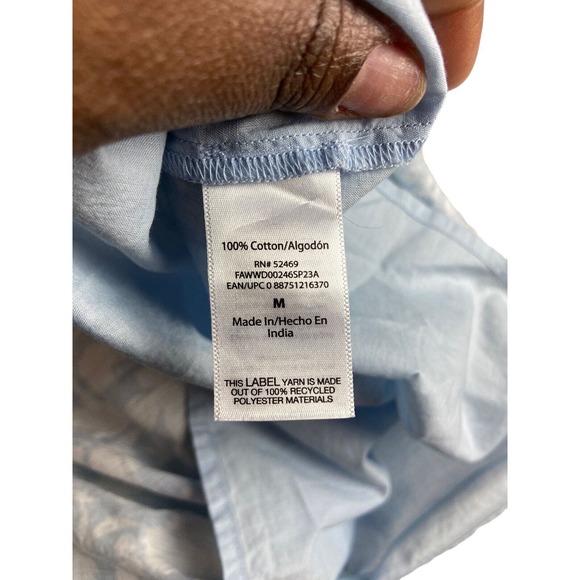 100% Cotton/Algodón
RN# 52469
FAWWD00246SP23A
EAN/UPC 0 88751216370
M
Made In/Hecho En
India
THIS LABEL YARN IS MADE
OUT OF 100% RECYCLED
POLYESTER MATERIALS